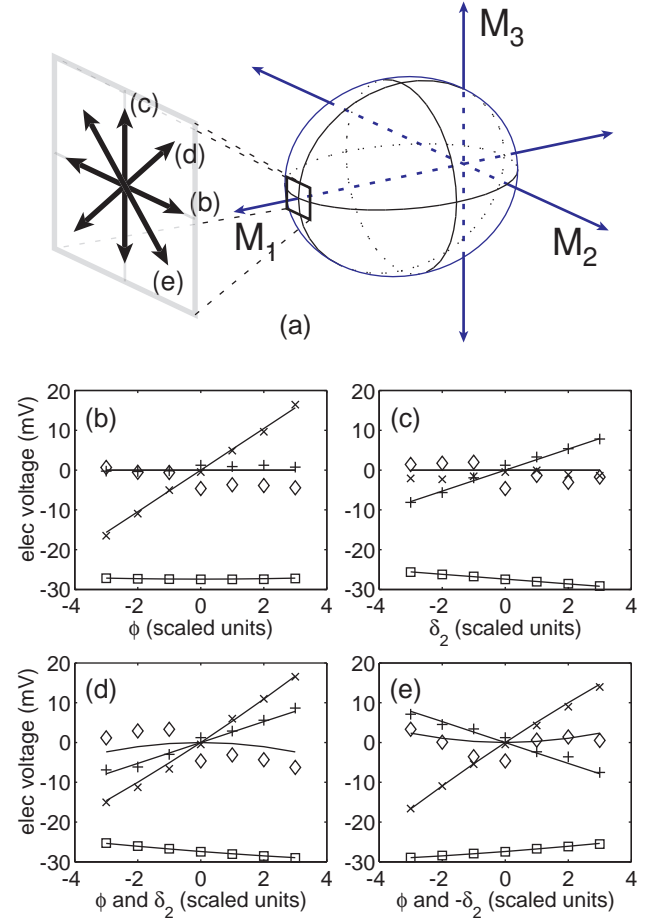 M3
(c)
(d)
(b)
M1
M2
(e)
(a)
20
10
0
-10
-20
-30
elec voltage (mV)
(b)
-4 -2 0 2 4
ϕ (scaled units)
20
10
0
-10
-20
-30
(c)
-4 -2 0 2 4
δ2 (scaled units)
20
10
0
-10
-20
-30
elec voltage (mV)
(d)
-4 -2 0 2 4
ϕ and δ2 (scaled units)
20
10
0
-10
-20
-30
(e)
-4 -2 0 2 4
ϕ and -δ2 (scaled units)